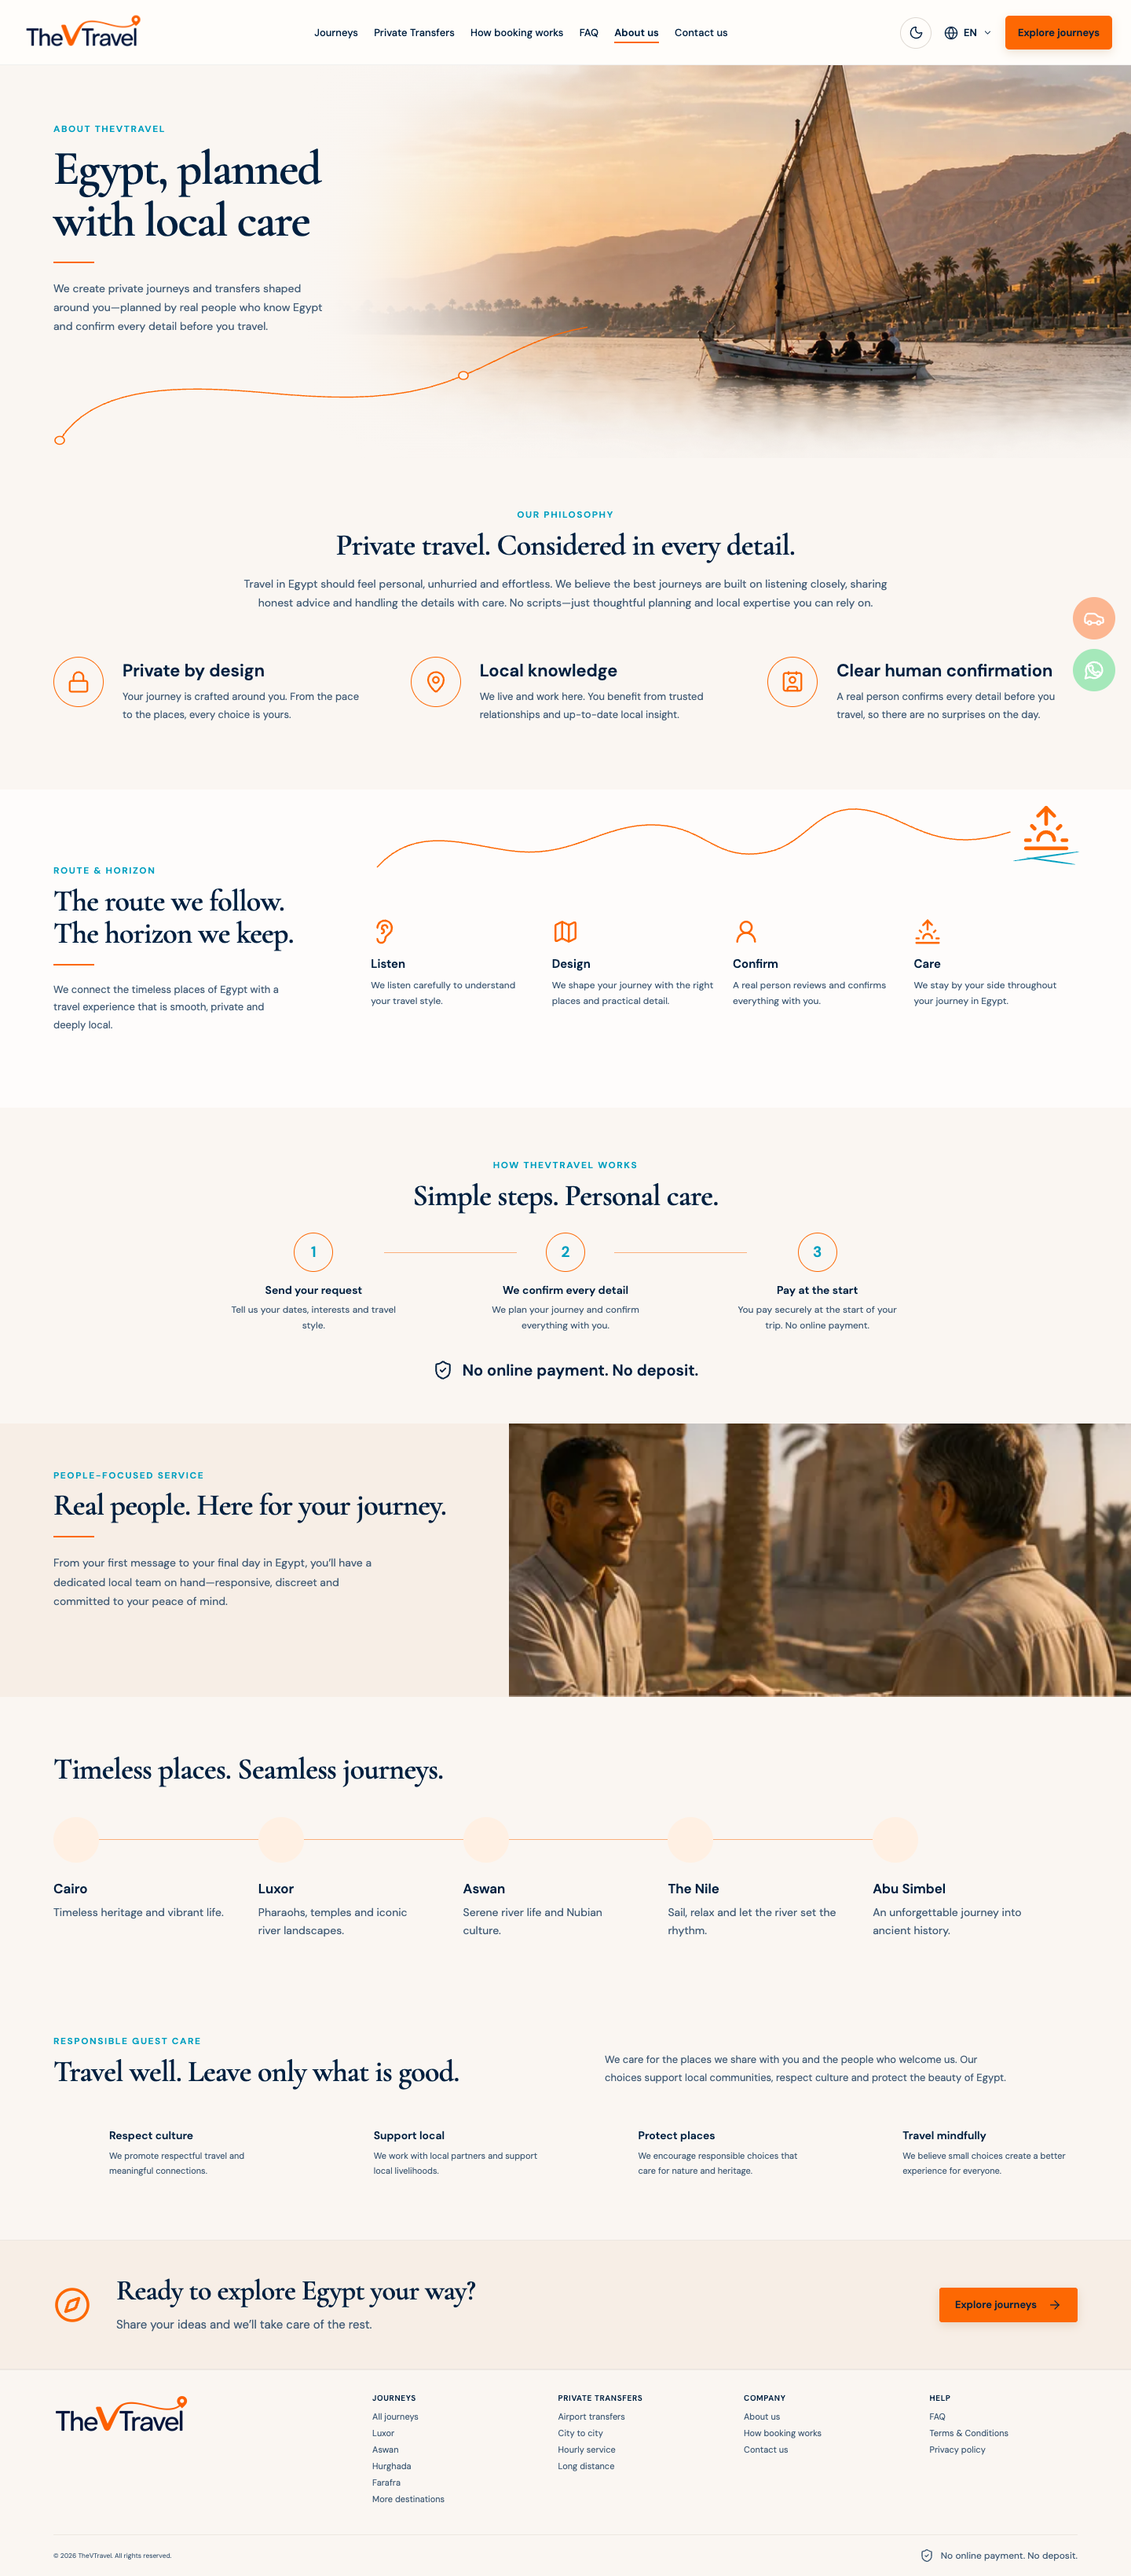 TheVTravel
Journeys
Private Transfers
How booking works
FAQ
About us
Contact us
EN
Explore journeys
ABOUT THEVTRAVEL
Egypt, planned
with local care
We create private journeys and transfers shaped
around you—planned by real people who know Egypt
and confirm every detail before you travel.
OUR PHILOSOPHY
Private travel. Considered in every detail.
Travel in Egypt should feel personal, unhurried and effortless. We believe the best journeys are built on listening closely, sharing
honest advice and handling the details with care. No scripts—just thoughtful planning and local expertise you can rely on.
Private by design
Your journey is crafted around you. From the pace
to the places, every choice is yours.
Local knowledge
We live and work here. You benefit from trusted
relationships and up-to-date local insight.
Clear human confirmation
A real person confirms every detail before you
travel, so there are no surprises on the day.
ROUTE & HORIZON
The route we follow.
The horizon we keep.
We connect the timeless places of Egypt with a
travel experience that is smooth, private and
deeply local.
Listen
We listen carefully to understand
your travel style.
Design
We shape your journey with the right
places and practical detail.
Confirm
A real person reviews and confirms
everything with you.
Care
We stay by your side throughout
your journey in Egypt.
HOW THEVTRAVEL WORKS
Simple steps. Personal care.
1
Send your request
Tell us your dates, interests and travel
style.
2
We confirm every detail
We plan your journey and confirm
everything with you.
3
Pay at the start
You pay securely at the start of your
trip. No online payment.
No online payment. No deposit.
PEOPLE-FOCUSED SERVICE
Real people. Here for your journey.
From your first message to your final day in Egypt, you’ll have a
dedicated local team on hand—responsive, discreet and
committed to your peace of mind.
Timeless places. Seamless journeys.
Cairo
Timeless heritage and vibrant life.
Luxor
Pharaohs, temples and iconic
river landscapes.
Aswan
Serene river life and Nubian
culture.
The Nile
Sail, relax and let the river set the
rhythm.
Abu Simbel
An unforgettable journey into
ancient history.
RESPONSIBLE GUEST CARE
Travel well. Leave only what is good.
We care for the places we share with you and the people who welcome us. Our
choices support local communities, respect culture and protect the beauty of Egypt.
Respect culture
We promote respectful travel and
meaningful connections.
Support local
We work with local partners and support
local livelihoods.
Protect places
We encourage responsible choices that
care for nature and heritage.
Travel mindfully
We believe small choices create a better
experience for everyone.
Ready to explore Egypt your way?
Share your ideas and we’ll take care of the rest.
Explore journeys
TheVTravel
JOURNEYS
All journeys
Luxor
Aswan
Hurghada
Farafra
More destinations
PRIVATE TRANSFERS
Airport transfers
City to city
Hourly service
Long distance
COMPANY
About us
How booking works
Contact us
HELP
FAQ
Terms & Conditions
Privacy policy
© 2026 TheVTravel. All rights reserved.
No online payment. No deposit.